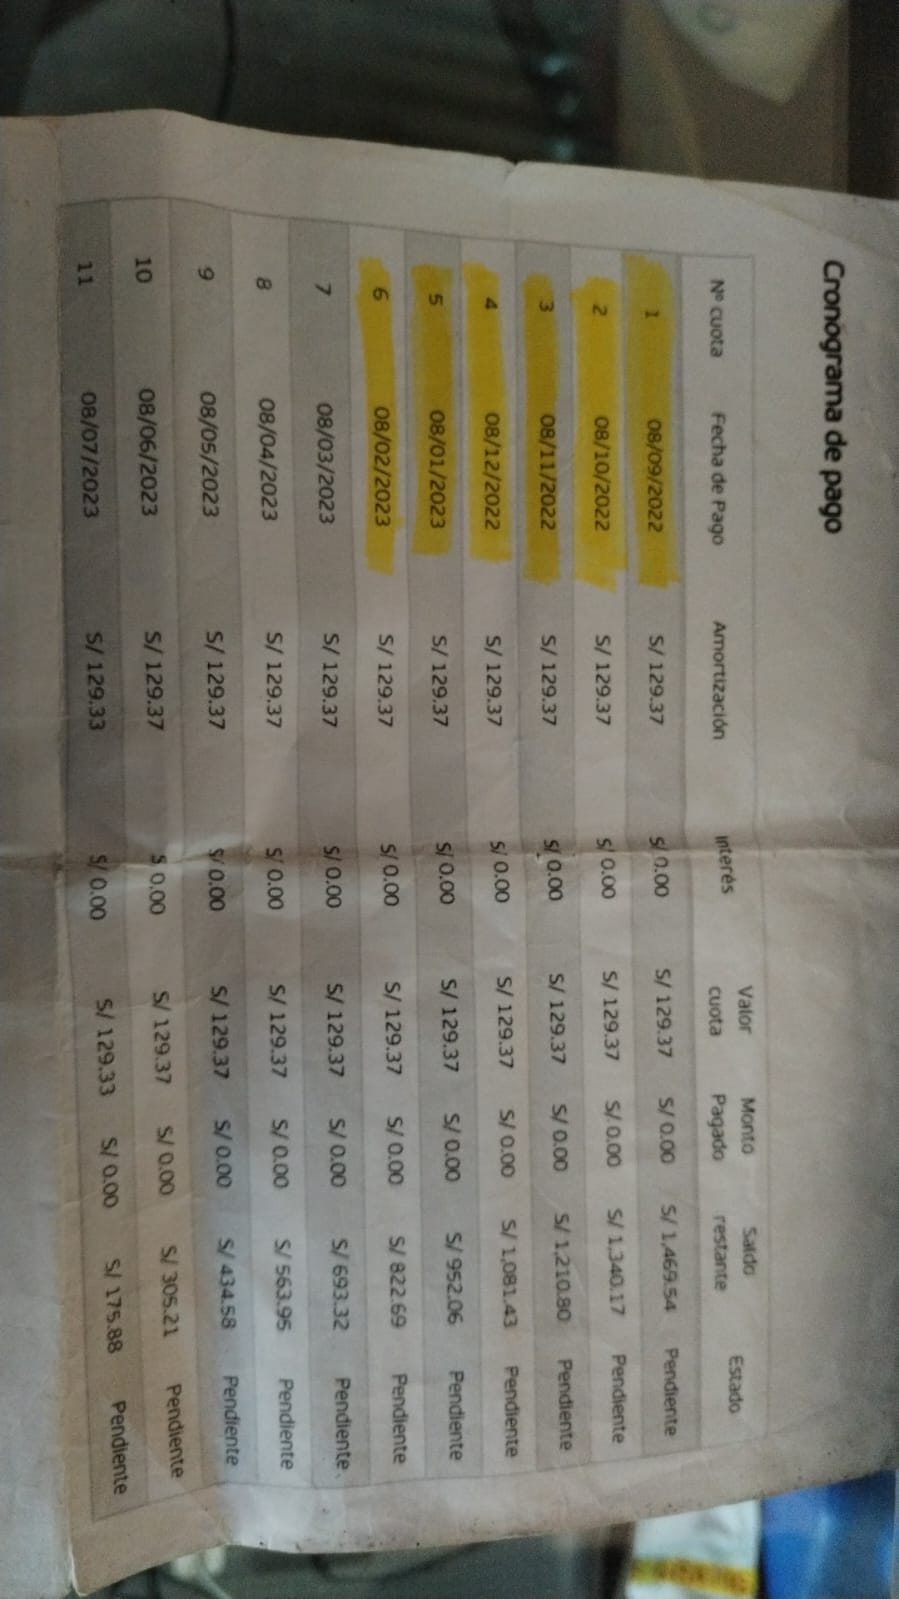 Cronograma de pago
Nº cuota Fecha de Pago Amortización Interés Valor cuota Monto Pagado Saldo restante Estado
1 08/09/2022 S/ 129.37 S/ 0.00 S/ 129.37 S/ 0.00 S/ 1,469.54 Pendiente
2 08/10/2022 S/ 129.37 S/ 0.00 S/ 129.37 S/ 0.00 S/ 1,340.17 Pendiente
3 08/11/2022 S/ 129.37 S/ 0.00 S/ 129.37 S/ 0.00 S/ 1,210.80 Pendiente
4 08/12/2022 S/ 129.37 S/ 0.00 S/ 129.37 S/ 0.00 S/ 1,081.43 Pendiente
5 08/01/2023 S/ 129.37 S/ 0.00 S/ 129.37 S/ 0.00 S/ 952.06 Pendiente
6 08/02/2023 S/ 129.37 S/ 0.00 S/ 129.37 S/ 0.00 S/ 822.69 Pendiente
7 08/03/2023 S/ 129.37 S/ 0.00 S/ 129.37 S/ 0.00 S/ 693.32 Pendiente
8 08/04/2023 S/ 129.37 S/ 0.00 S/ 129.37 S/ 0.00 S/ 563.95 Pendiente
9 08/05/2023 S/ 129.37 S/ 0.00 S/ 129.37 S/ 0.00 S/ 434.58 Pendiente
10 08/06/2023 S/ 129.37 S/ 0.00 S/ 129.37 S/ 0.00 S/ 305.21 Pendiente
11 08/07/2023 S/ 129.33 S/ 0.00 S/ 129.33 S/ 0.00 S/ 175.88 Pendiente